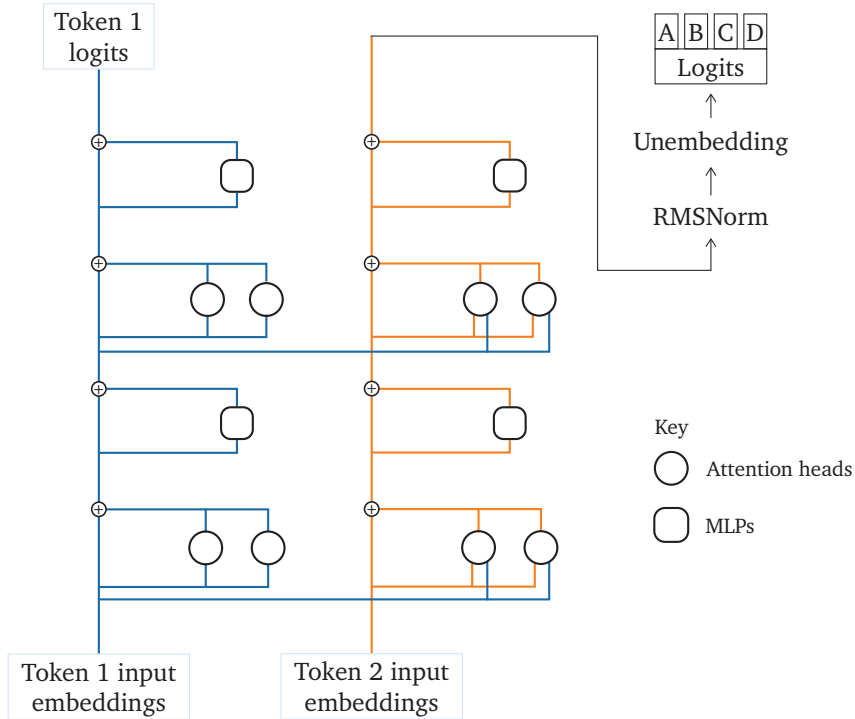 Token 1
logits
A B C D
Logits
Unembedding
RMSNorm
Key
Attention heads
MLPs
Token 1 input
embeddings
Token 2 input
embeddings